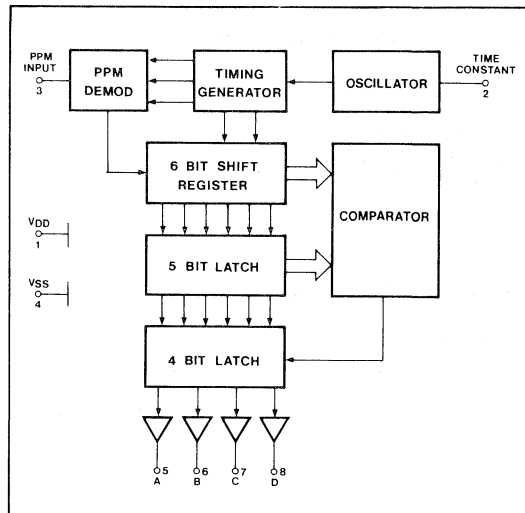 PPM
INPUT
3
PPM
DEMOD
TIMING
GENERATOR
OSCILLATOR
TIME
CONSTANT
2
6 BIT SHIFT
REGISTER
COMPARATOR
VDD
1
5 BIT LATCH
VSS
4
4 BIT LATCH
5
A
6
B
7
C
8
D